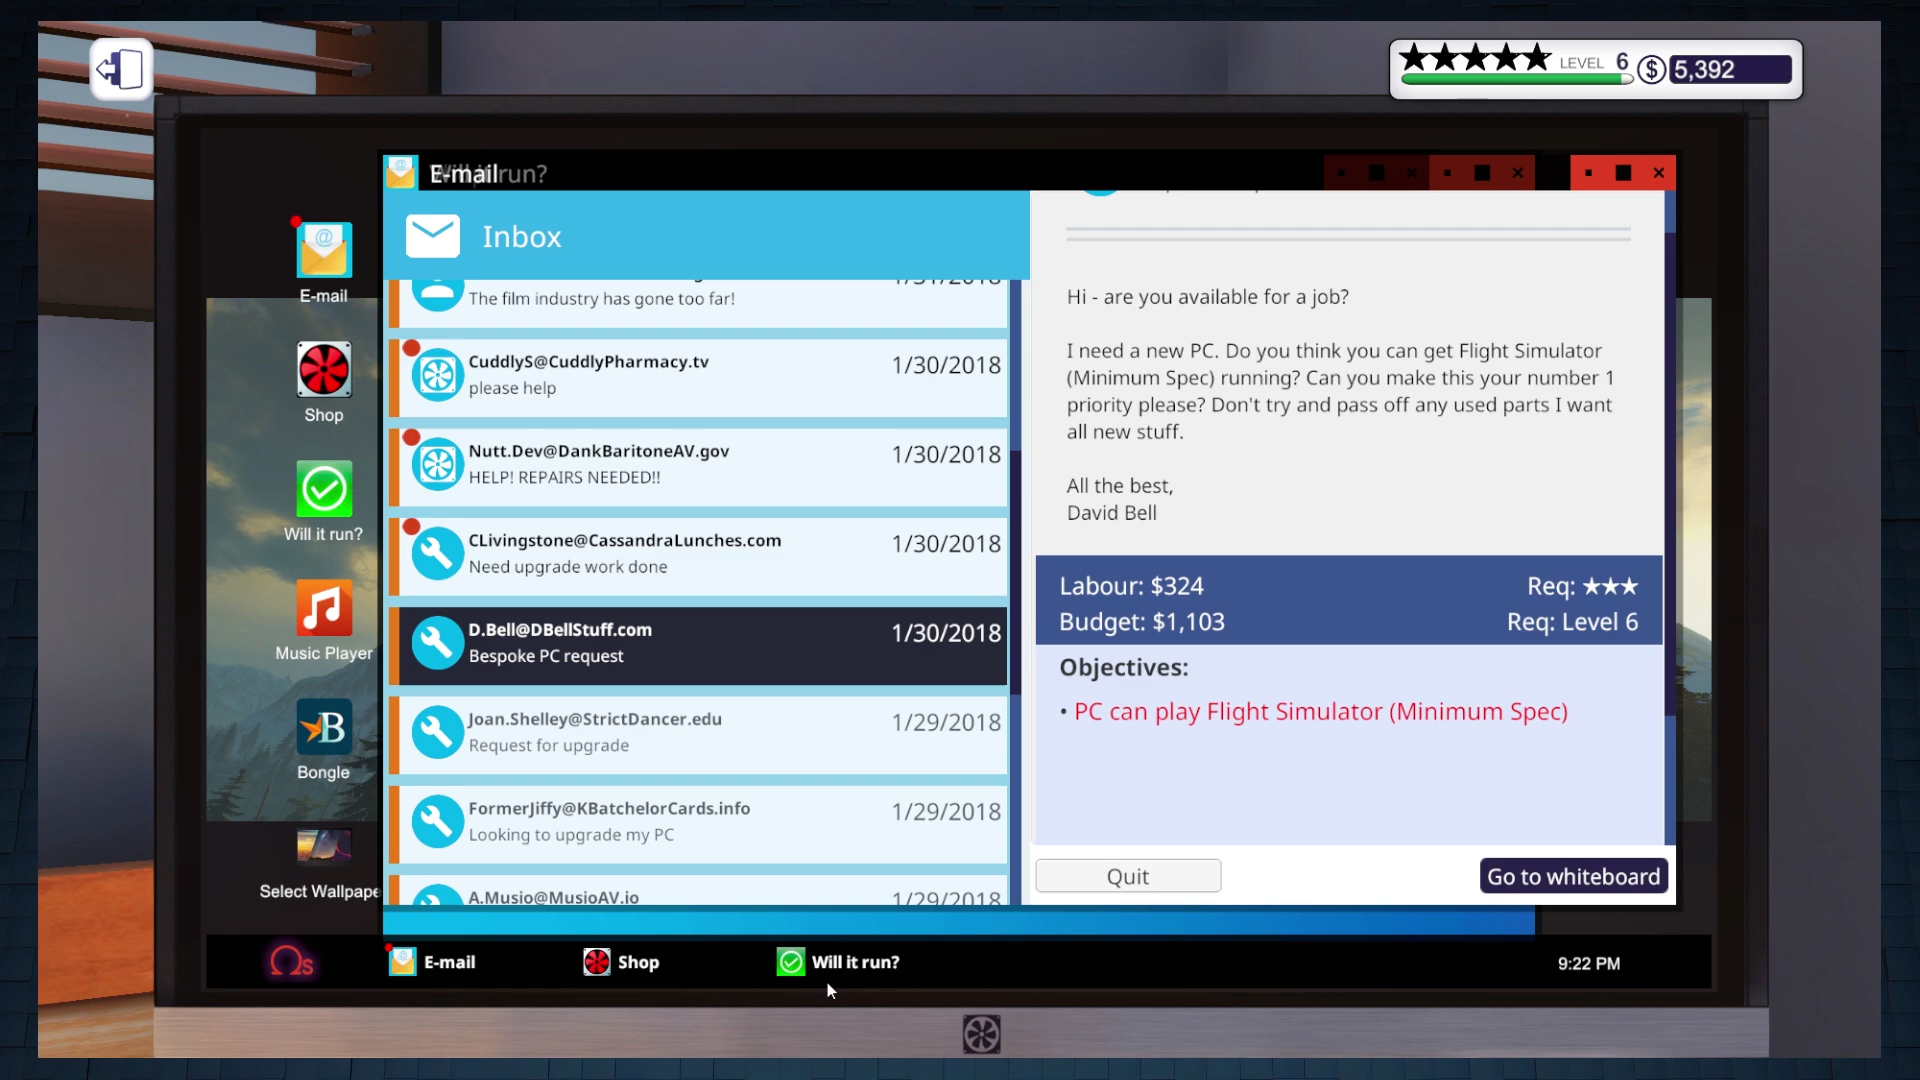 LEVEL 6 $ 5,392
E-mail
Inbox
E-mail
Shop
Will it run?
Music Player
Bongle
Select Wallpape
The film industry has gone too far!
CuddlyS@CuddlyPharmacy.tv 1/30/2018
please help
Nutt.Dev@DankBaritoneAV.gov 1/30/2018
HELP! REPAIRS NEEDED!!
CLivingstone@CassandraLunches.com 1/30/2018
Need upgrade work done
D.Bell@DBellStuff.com 1/30/2018
Bespoke PC request
Joan.Shelley@StrictDancer.edu 1/29/2018
Request for upgrade
FormerJiffy@KBatchelorCards.info 1/29/2018
Looking to upgrade my PC
A.Musio@MusioAV.io 1/29/2018
Hi - are you available for a job?
I need a new PC. Do you think you can get Flight Simulator
(Minimum Spec) running? Can you make this your number 1
priority please? Don't try and pass off any used parts I want
all new stuff.
All the best,
David Bell
Labour: $324 Req: ★★★
Budget: $1,103 Req: Level 6
Objectives:
• PC can play Flight Simulator (Minimum Spec)
Quit
Go to whiteboard
E-mail
Shop
Will it run?
9:22 PM